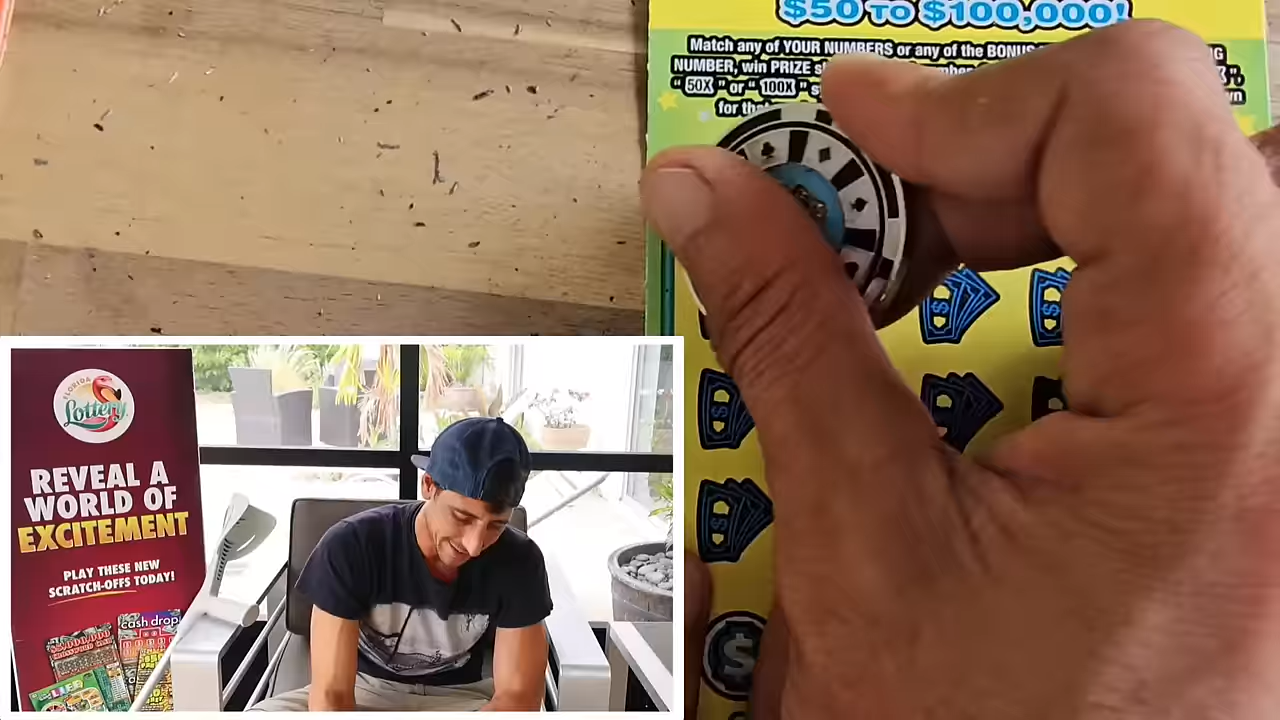 $50 TO $100,000!
Match any of YOUR NUMBERS or any of the BONUS
NUMBER, win PRIZE
"50X" or "100X"
for that
FLORIDA
Lottery
REVEAL A
WORLD OF
EXCITEMENT
PLAY THESE NEW
SCRATCH-OFFS TODAY!
cash drop